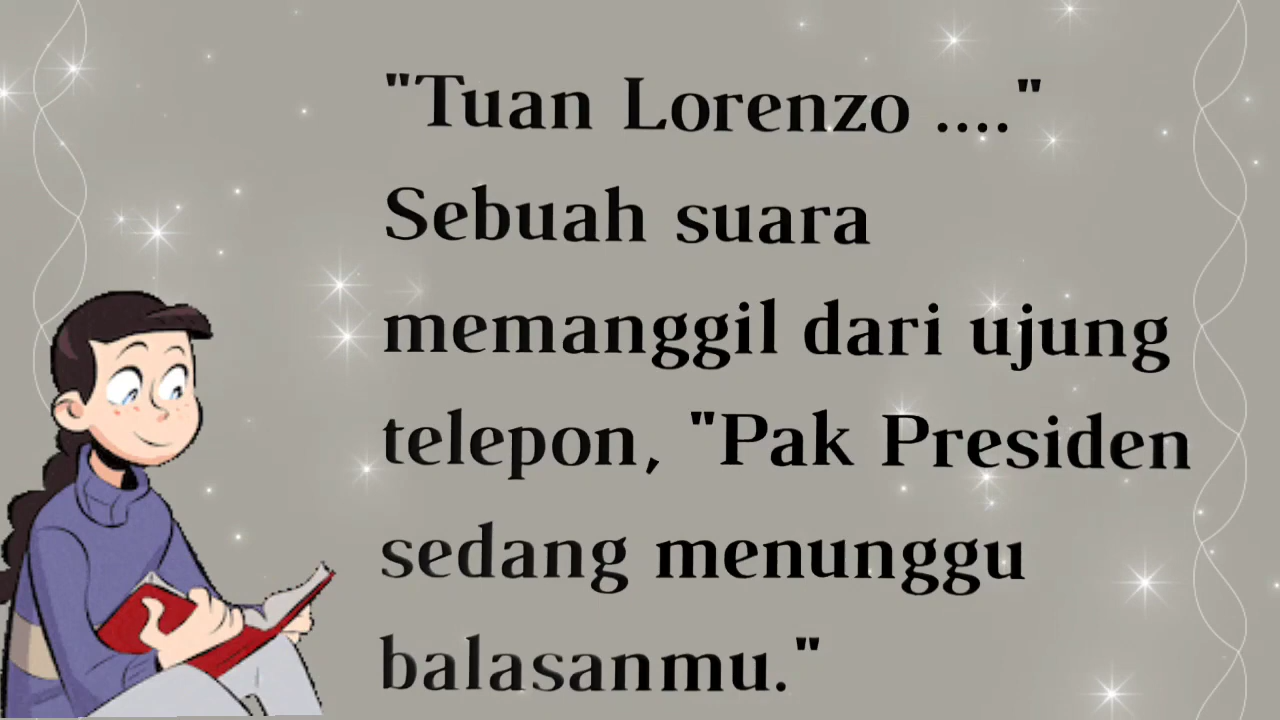 "Tuan Lorenzo ...."
Sebuah suara
memanggil dari ujung
telepon, "Pak Presiden
sedang menunggu
balasanmu."